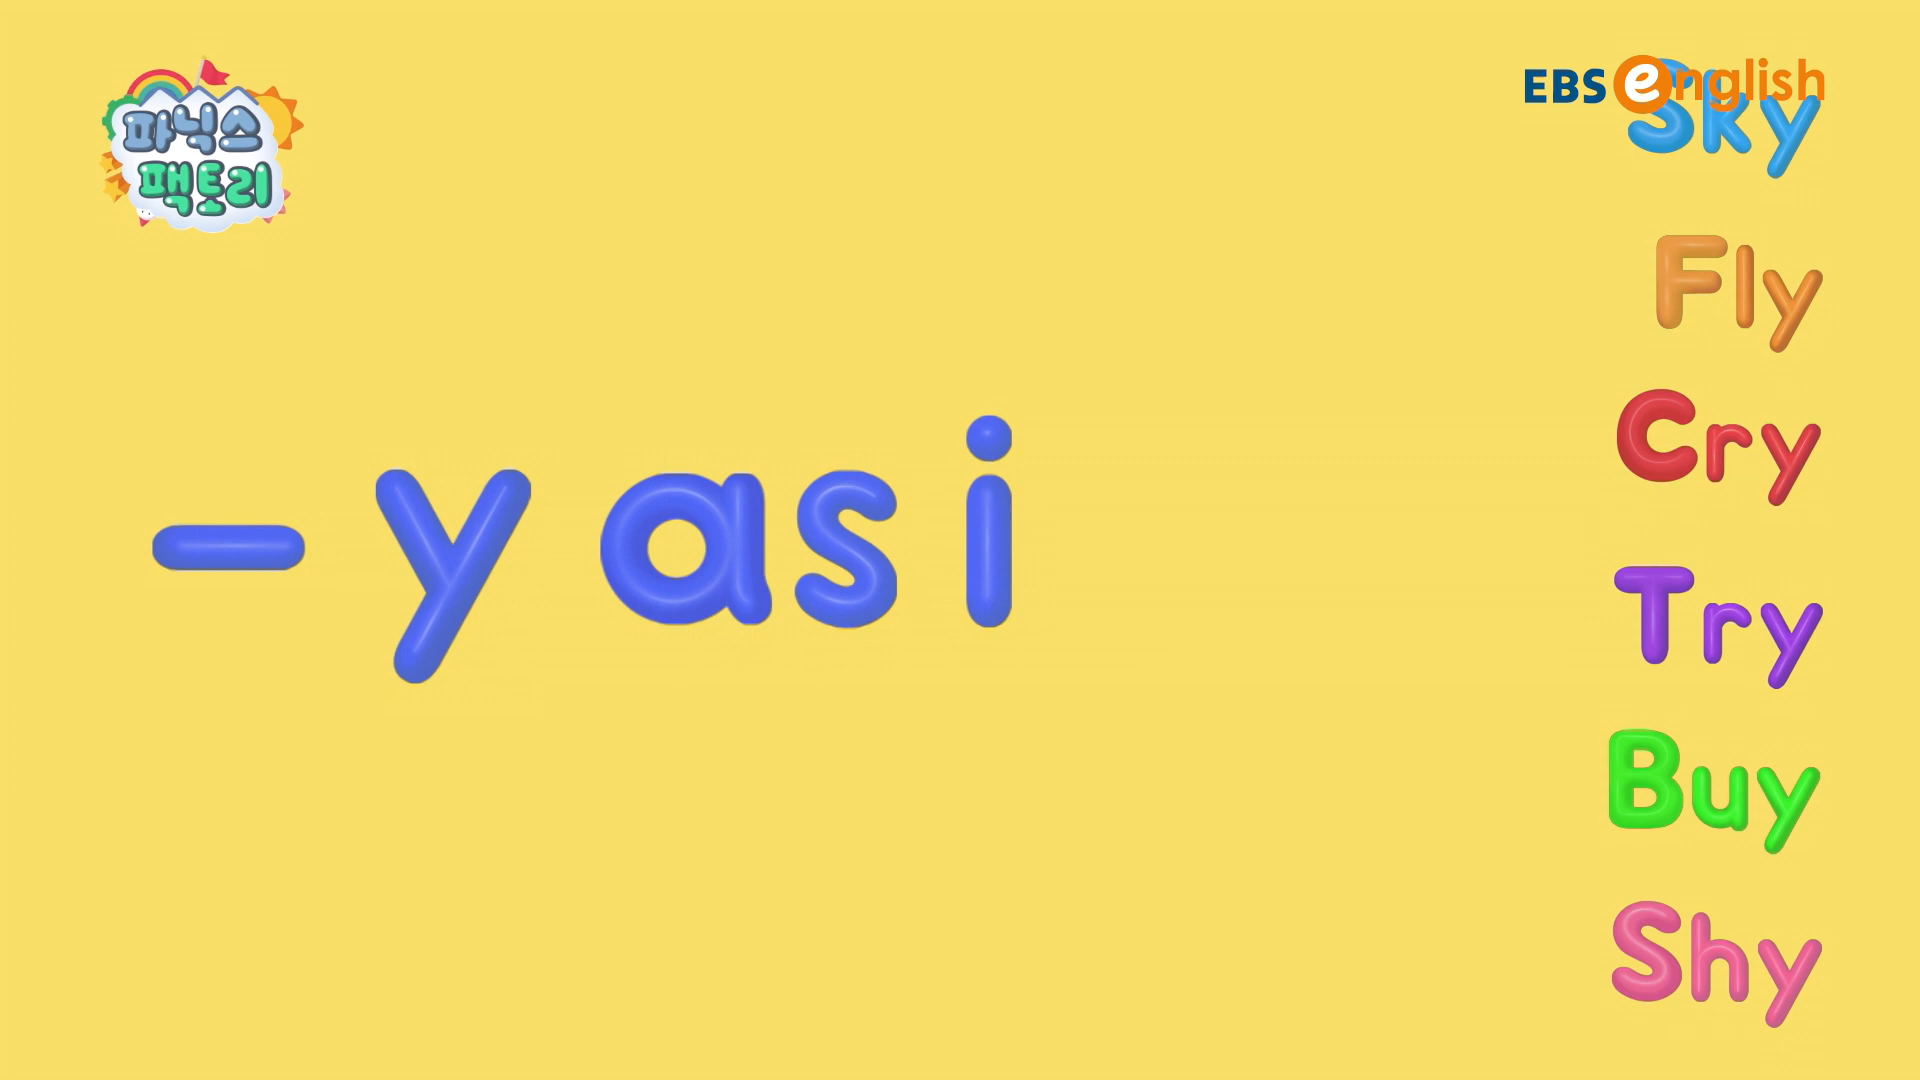 파닉스
팩토리
EBS english
Sky
Fly
Cry
-y as i
Try
Buy
Shy